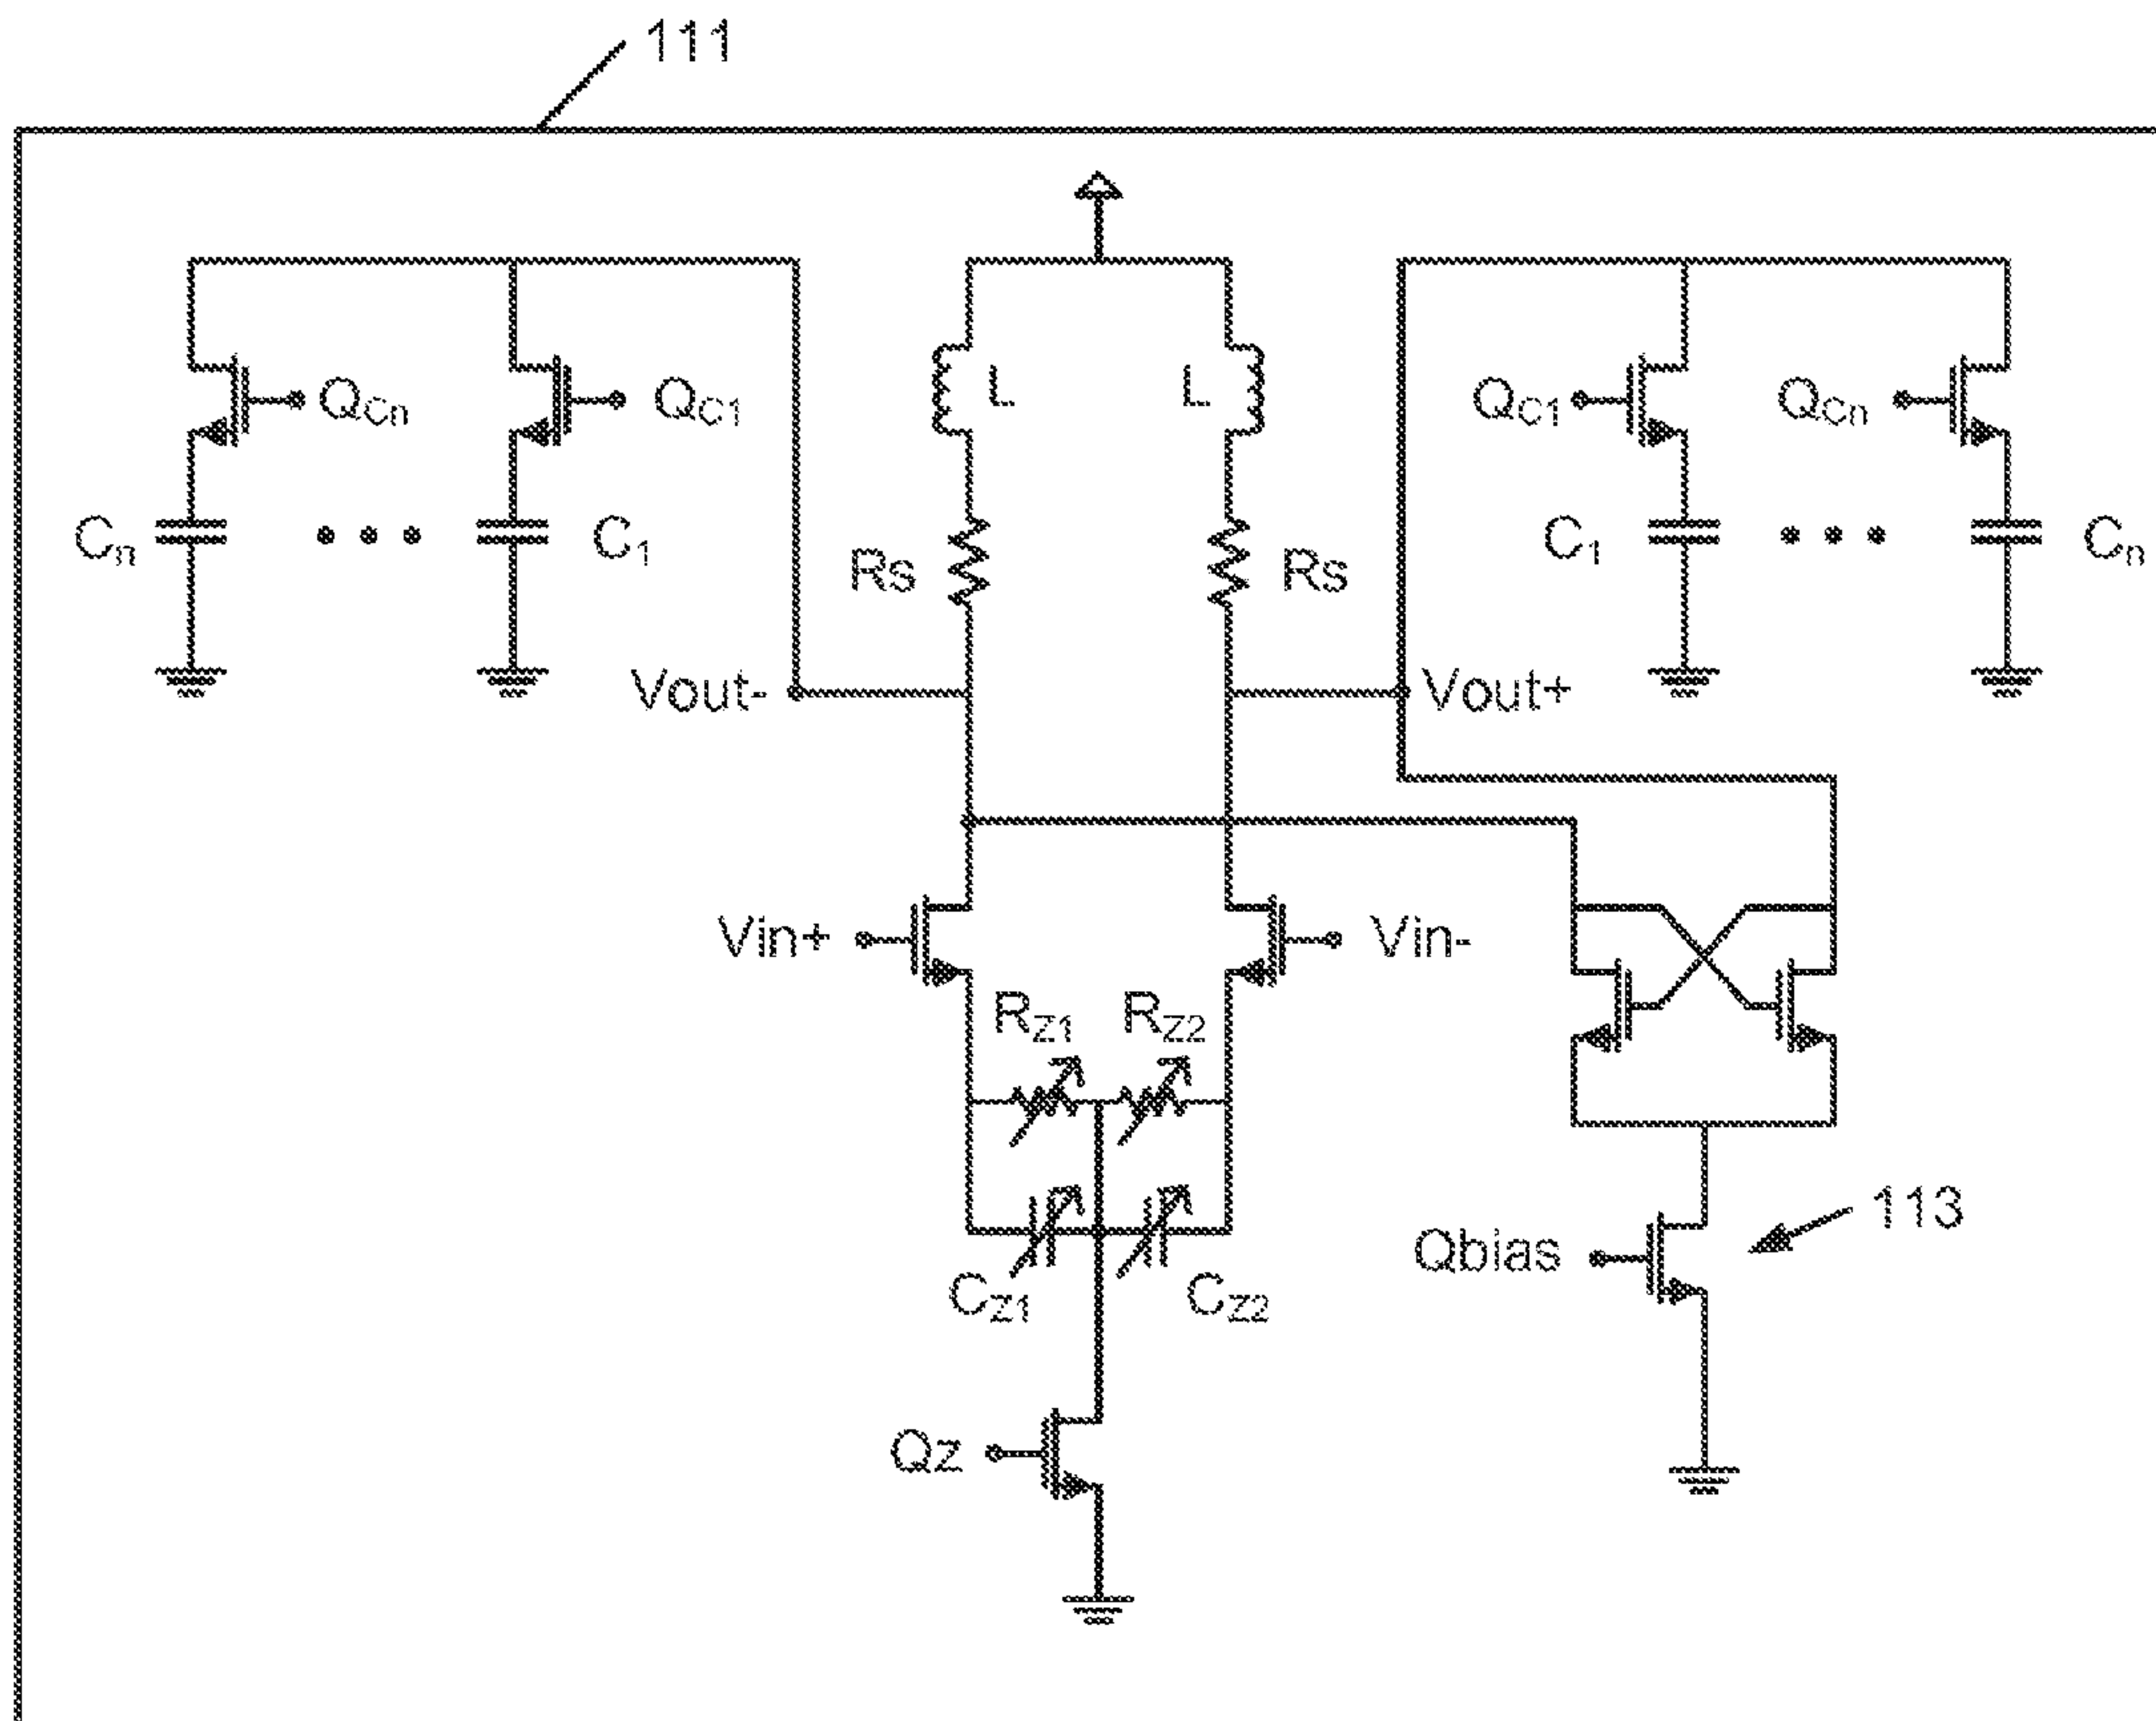 111
L L
Q_Cn Q_C1 Q_C1 Q_Cn
C_n C_1 Rs Rs C_1 C_n
Vout- Vout+
Vin+ Vin-
R_Z1 R_Z2
113
Qbias
C_Z1 C_Z2
Qz